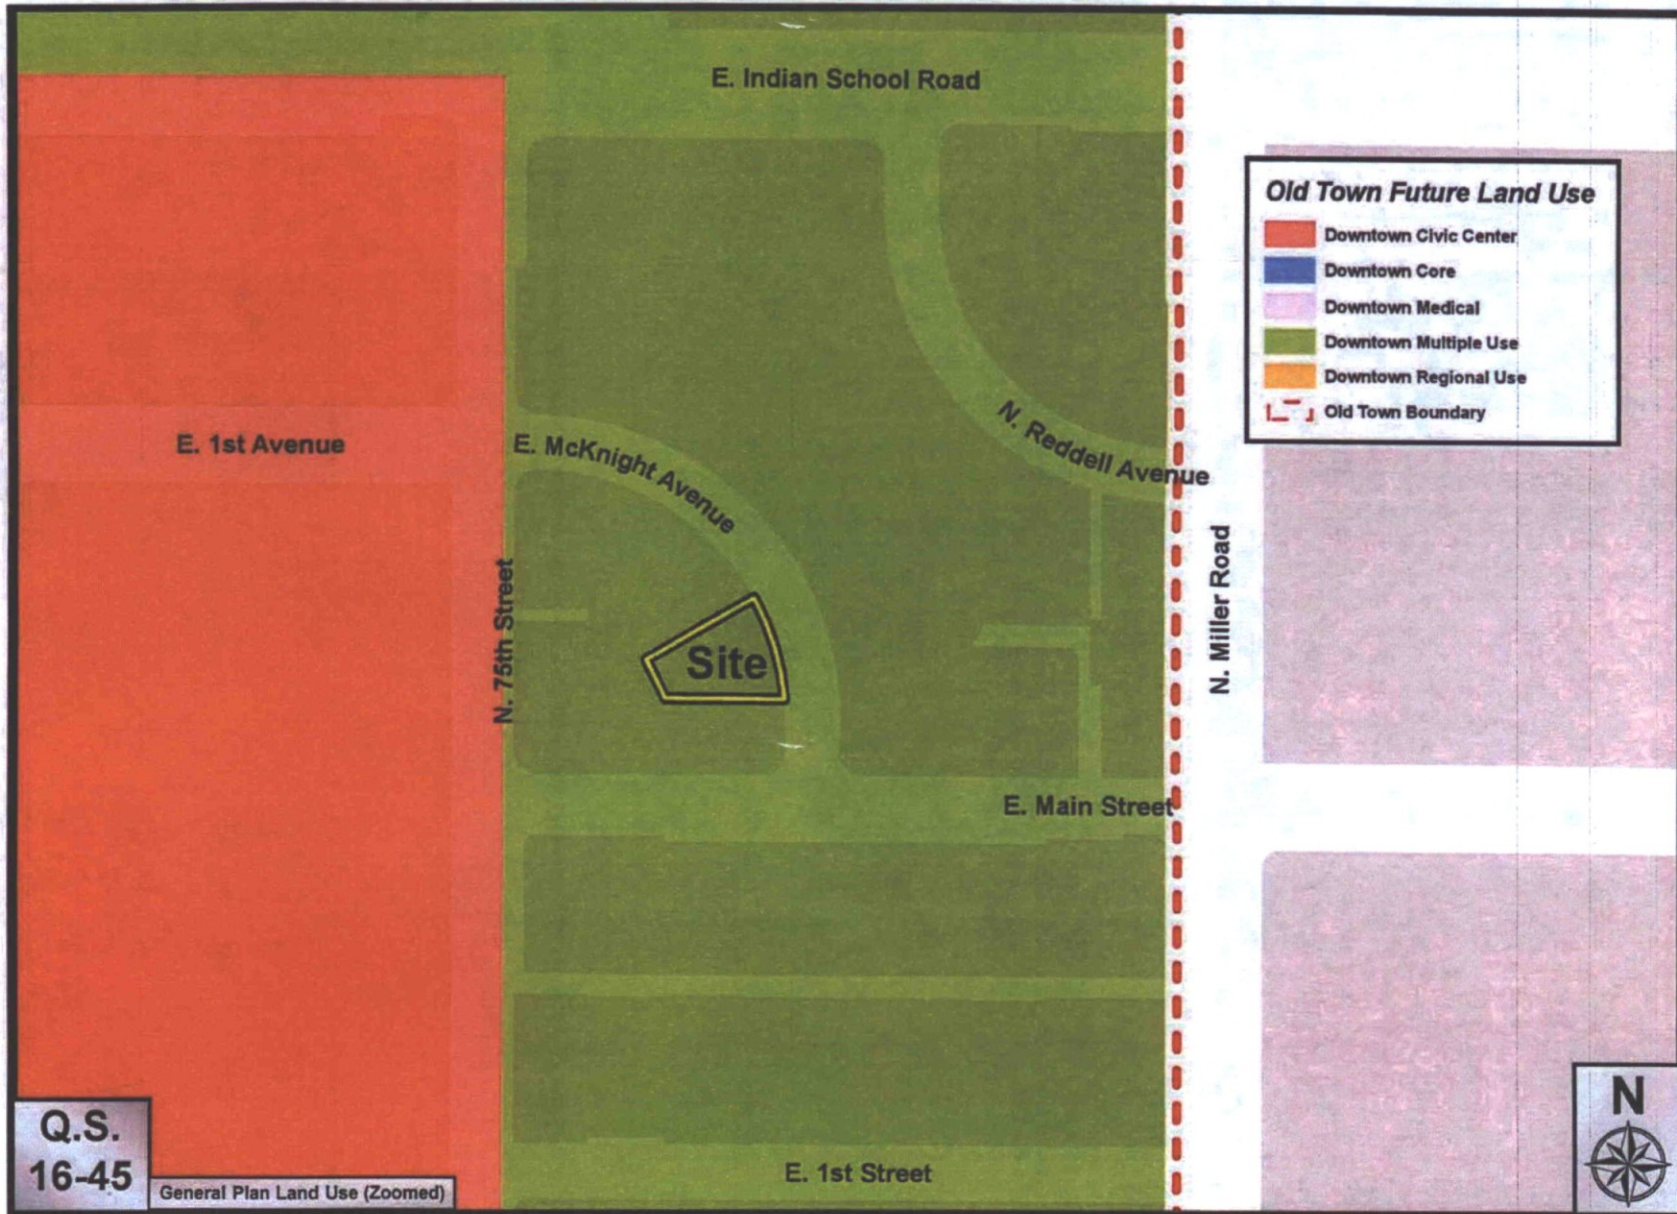 E. Indian School Road
Old Town Future Land Use
Downtown Civic Center
Downtown Core
Downtown Medical
Downtown Multiple Use
Downtown Regional Use
Old Town Boundary
E. 1st Avenue
E. McKnight Avenue
N. Reddell Avenue
N. 75th Street
N. Miller Road
Site
E. Main Street
E. 1st Street
Q.S.
16-45
General Plan Land Use (Zoomed)
N